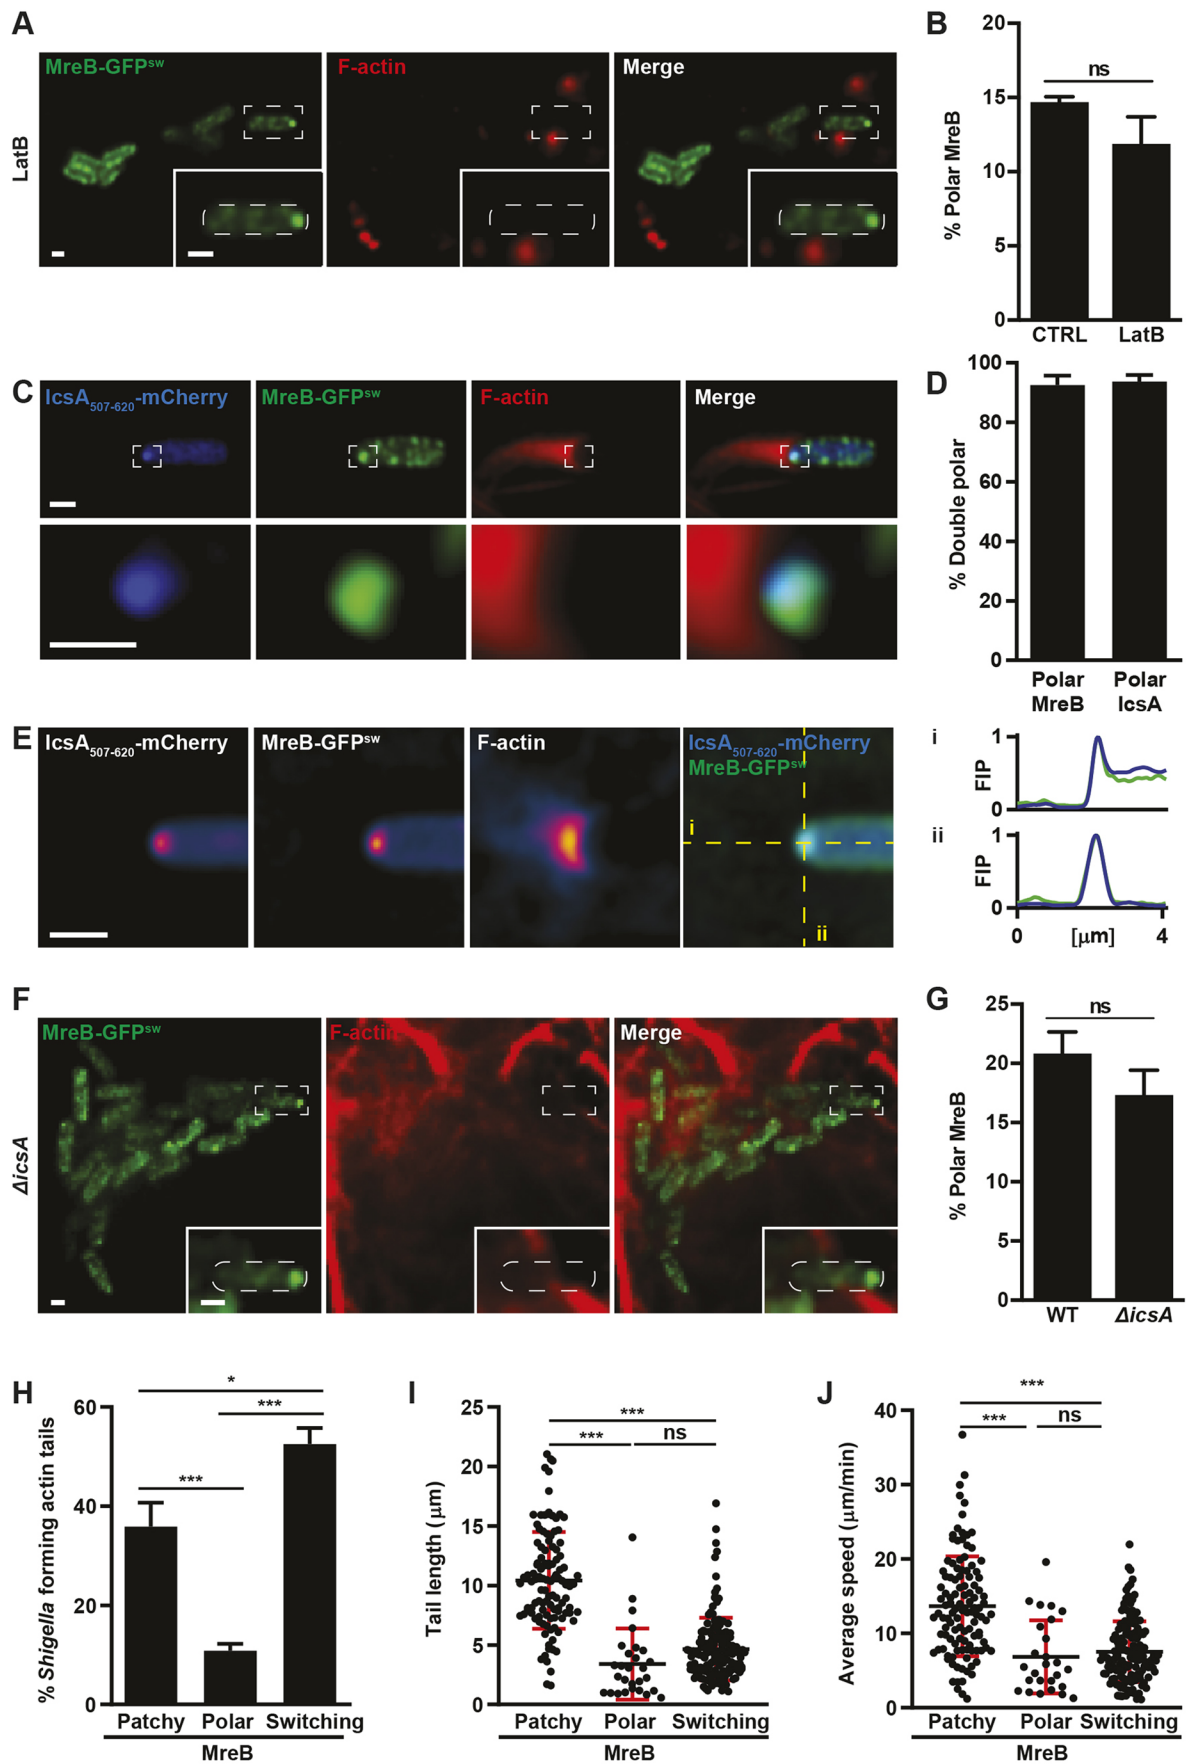 A
MreB-GFPsw
F-actin
Merge
LatB
B
20
15
10
5
0
% Polar MreB
ns
CTRL
LatB
C
IcsA507-620-mCherry
MreB-GFPsw
F-actin
Merge
D
100
80
60
40
20
0
% Double polar
Polar MreB
Polar IcsA
E
IcsA507-620-mCherry
MreB-GFPsw
F-actin
IcsA507-620-mCherry
MreB-GFPsw
i
ii
i
1
FIP
0
ii
1
FIP
0
0
[µm]
4
F
MreB-GFPsw
F-actin
Merge
ΔicsA
G
25
20
15
10
5
0
% Polar MreB
ns
WT
ΔicsA
H
60
40
20
0
% Shigella forming actin tails
*
***
***
Patchy
Polar
Switching
MreB
I
25
20
15
10
5
0
Tail length (µm)
***
***
ns
Patchy
Polar
Switching
MreB
J
40
30
20
10
0
Average speed (µm/min)
***
***
ns
Patchy
Polar
Switching
MreB